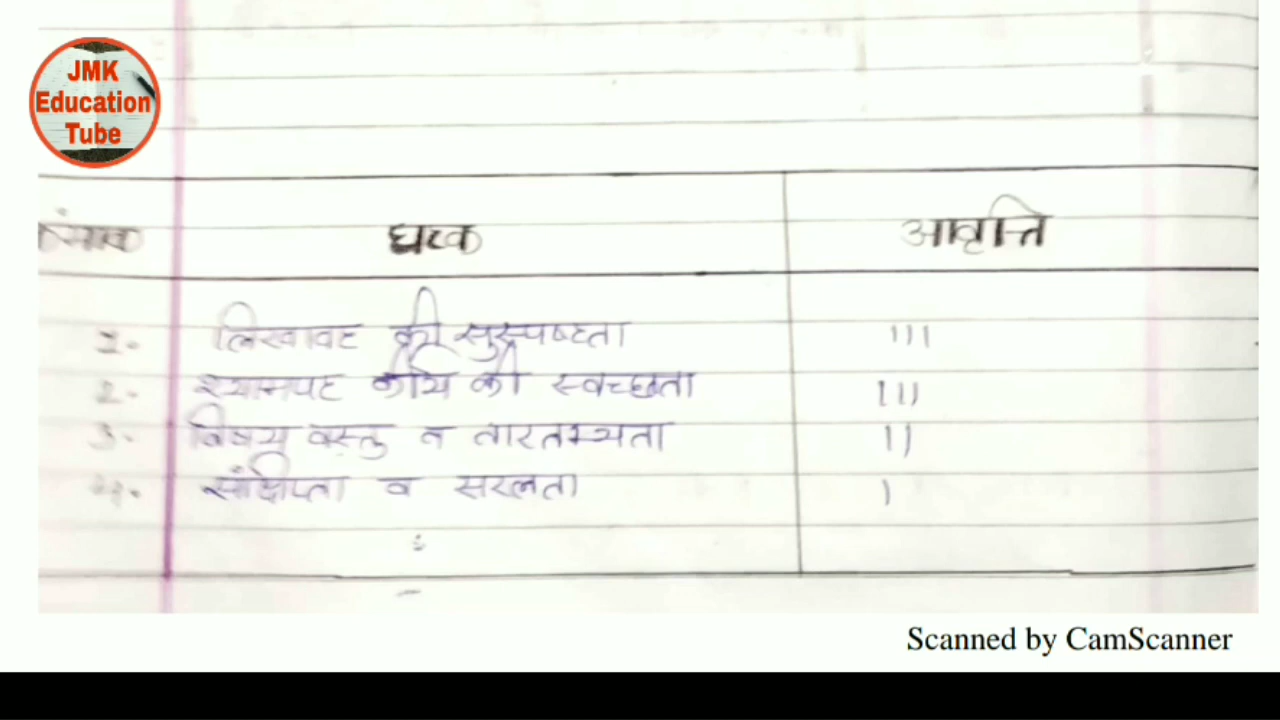 JMK
Education
Tube
क्रमांक घटक आवृत्ति
1. लिखावट की सुस्पष्टता |||
2. श्यामपट कार्य की स्वच्छता |||
3. विषय वस्तु व तारतम्यता ||
4. संक्षिप्ता व सरलता |
Scanned by CamScanner